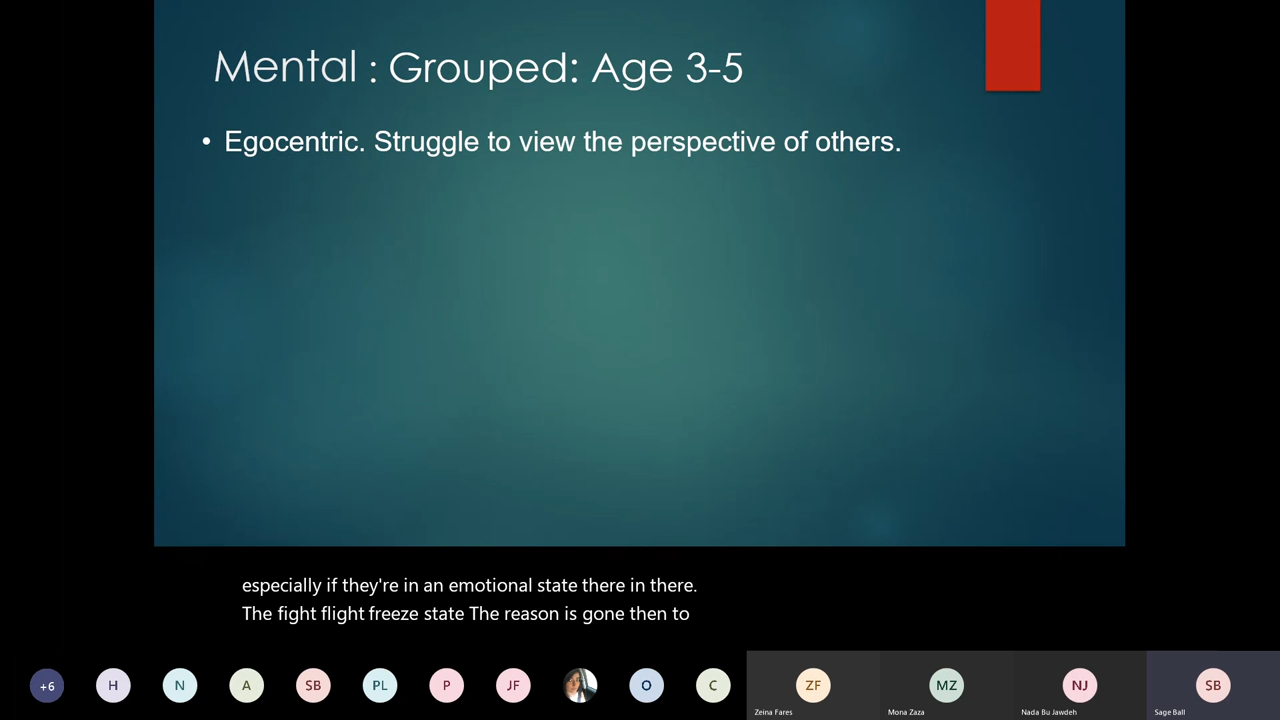 Mental : Grouped: Age 3-5
• Egocentric. Struggle to view the perspective of others.
especially if they're in an emotional state there in there.
The fight flight freeze state The reason is gone then to
+6
H
N
A
SB
PL
P
JF
O
C
ZF
Zeina Fares
MZ
Mona Zaza
NJ
Nada Bu Jawdeh
SB
Sage Ball